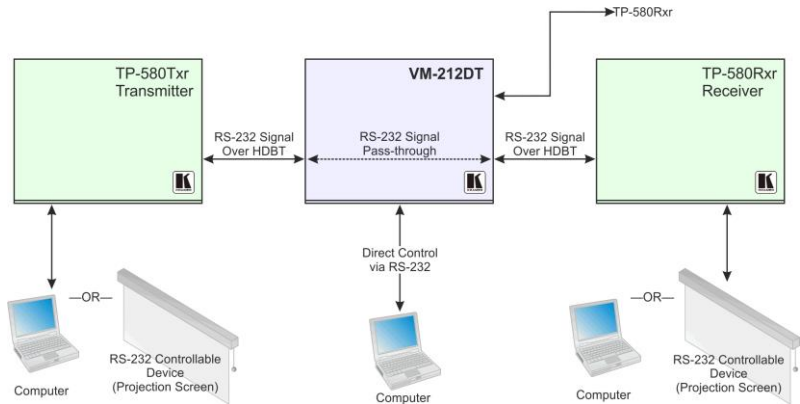 TP-580Rxr
TP-580Txr
Transmitter
VM-212DT
TP-580Rxr
Receiver
RS-232 Signal
Over HDBT
RS-232 Signal
Pass-through
RS-232 Signal
Over HDBT
Direct Control
via RS-232
—OR—
RS-232 Controllable
Device
(Projection Screen)
Computer
Computer
—OR—
RS-232 Controllable
Device
(Projection Screen)
Computer